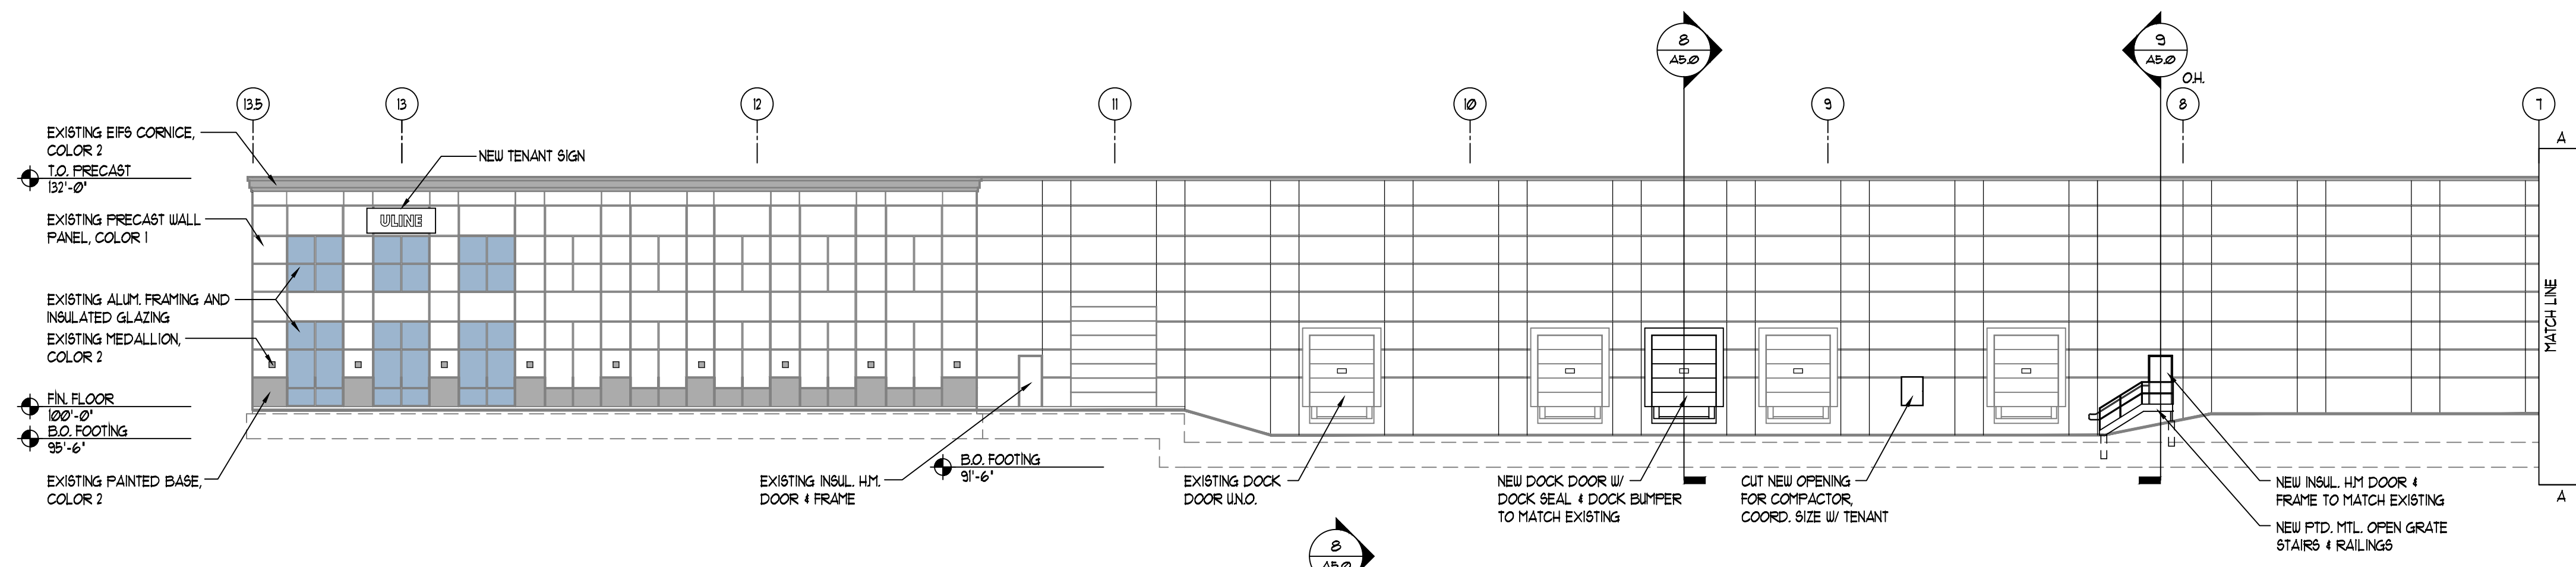 8
A5.0
9
A5.0
O.H.
13.5
13
12
11
10
9
8
7
A
EXISTING EIFS CORNICE,
COLOR 2
NEW TENANT SIGN
T.O. PRECAST
132'-0"
EXISTING PRECAST WALL
PANEL, COLOR 1
ULINE
EXISTING ALUM. FRAMING AND
INSULATED GLAZING
MATCH LINE
EXISTING MEDALLION,
COLOR 2
FIN. FLOOR
100'-0"
B.O. FOOTING
95'-6"
B.O. FOOTING
91'-6"
EXISTING PAINTED BASE,
COLOR 2
EXISTING INSUL. H.M.
DOOR & FRAME
EXISTING DOCK
DOOR U.N.O.
NEW DOCK DOOR W/
DOCK SEAL & DOCK BUMPER
TO MATCH EXISTING
CUT NEW OPENING
FOR COMPACTOR,
COORD. SIZE W/ TENANT
NEW INSUL. H.M DOOR &
FRAME TO MATCH EXISTING
NEW PTD. MTL. OPEN GRATE
STAIRS & RAILINGS
A
8
A5.0